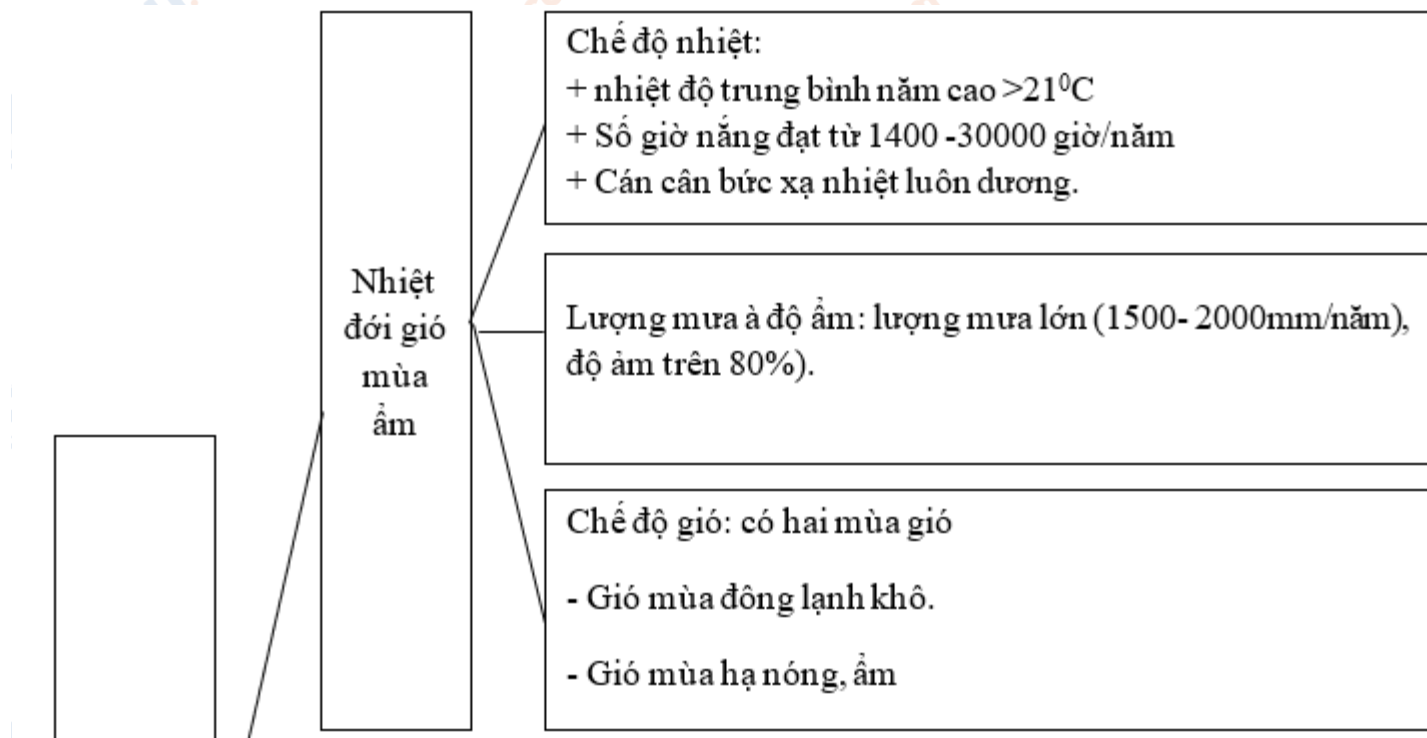 Chế độ nhiệt:
+ nhiệt độ trung bình năm cao >21⁰C
+ Số giờ nắng đạt từ 1400 -30000 giờ/năm
+ Cán cân bức xạ nhiệt luôn dương.
Nhiệt
đới gió
mùa
ẩm
Lượng mưa à độ ẩm: lượng mưa lớn (1500- 2000mm/năm),
độ ảm trên 80%).
Chế độ gió: có hai mùa gió
- Gió mùa đông lạnh khô.
- Gió mùa hạ nóng, ẩm